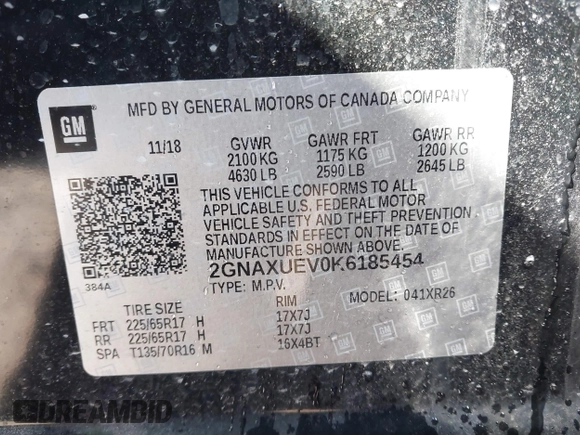 MFD BY GENERAL MOTORS OF CANADA COMPANY
GM
11/18 GVWR GAWR FRT GAWR RR
2100 KG 1175 KG 1200 KG
4630 LB 2590 LB 2645 LB
THIS VEHICLE CONFORMS TO ALL
APPLICABLE U.S. FEDERAL MOTOR
VEHICLE SAFETY AND THEFT PREVENTION
STANDARDS IN EFFECT ON THE DATE OF
MANUFACTURE SHOWN ABOVE.
2GNAXUEV0K6185454
384A
TYPE: M.P.V. MODEL: 041XR26
TIRE SIZE RIM
FRT 225/65R17 H 17X7J
RR 225/65R17 H 17X7J
SPA T135/70R16 M 16X4BT
DREAMBID